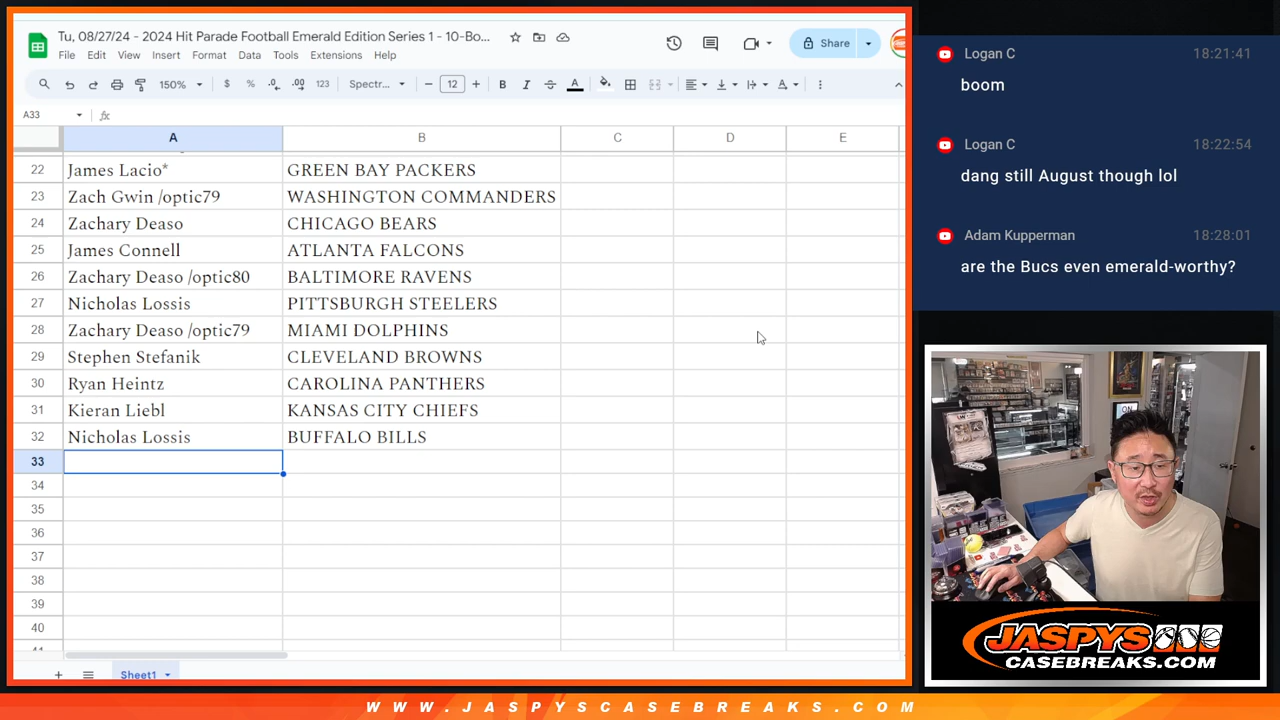 Tu, 08/27/24 - 2024 Hit Parade Football Emerald Edition Series 1 - 10-Bo...
File Edit View Insert Format Data Tools Extensions Help
Share
150% $ % .0 .00 123 Spectr... 12 B I A
A33 fx
A B C D E
22 James Lacio* GREEN BAY PACKERS
23 Zach Gwin /optic79 WASHINGTON COMMANDERS
24 Zachary Deaso CHICAGO BEARS
25 James Connell ATLANTA FALCONS
26 Zachary Deaso /optic80 BALTIMORE RAVENS
27 Nicholas Lossis PITTSBURGH STEELERS
28 Zachary Deaso /optic79 MIAMI DOLPHINS
29 Stephen Stefanik CLEVELAND BROWNS
30 Ryan Heintz CAROLINA PANTHERS
31 Kieran Liebl KANSAS CITY CHIEFS
32 Nicholas Lossis BUFFALO BILLS
33
34
35
36
37
38
39
40
Sheet1
Logan C 18:21:41
boom
Logan C 18:22:54
dang still August though lol
Adam Kupperman 18:28:01
are the Bucs even emerald-worthy?
ON
JASPYS
CASEBREAKS.COM
WWW.JASPYSCASEBREAKS.COM